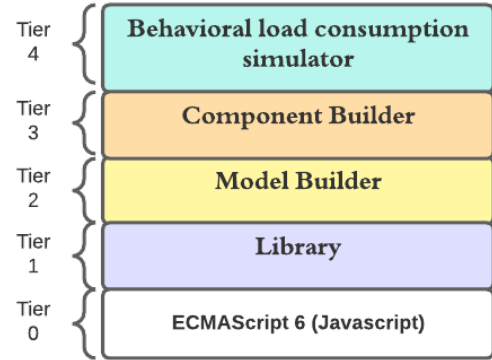 Tier
4
Behavioral load consumption
simulator
Tier
3
Component Builder
Tier
2
Model Builder
Tier
1
Library
Tier
0
ECMAScript 6 (Javascript)